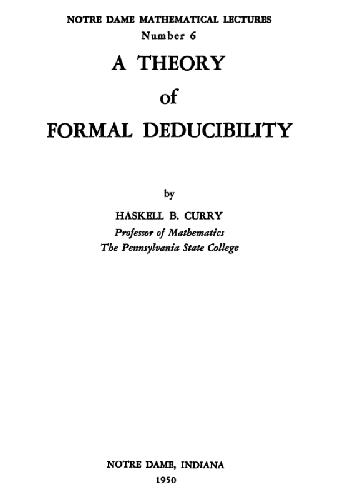 NOTRE DAME MATHEMATICAL LECTURES
Number 6
A THEORY
of
FORMAL DEDUCIBILITY
by
HASKELL B. CURRY
Professor of Mathematics
The Pennsylvania State College
NOTRE DAME, INDIANA
1950